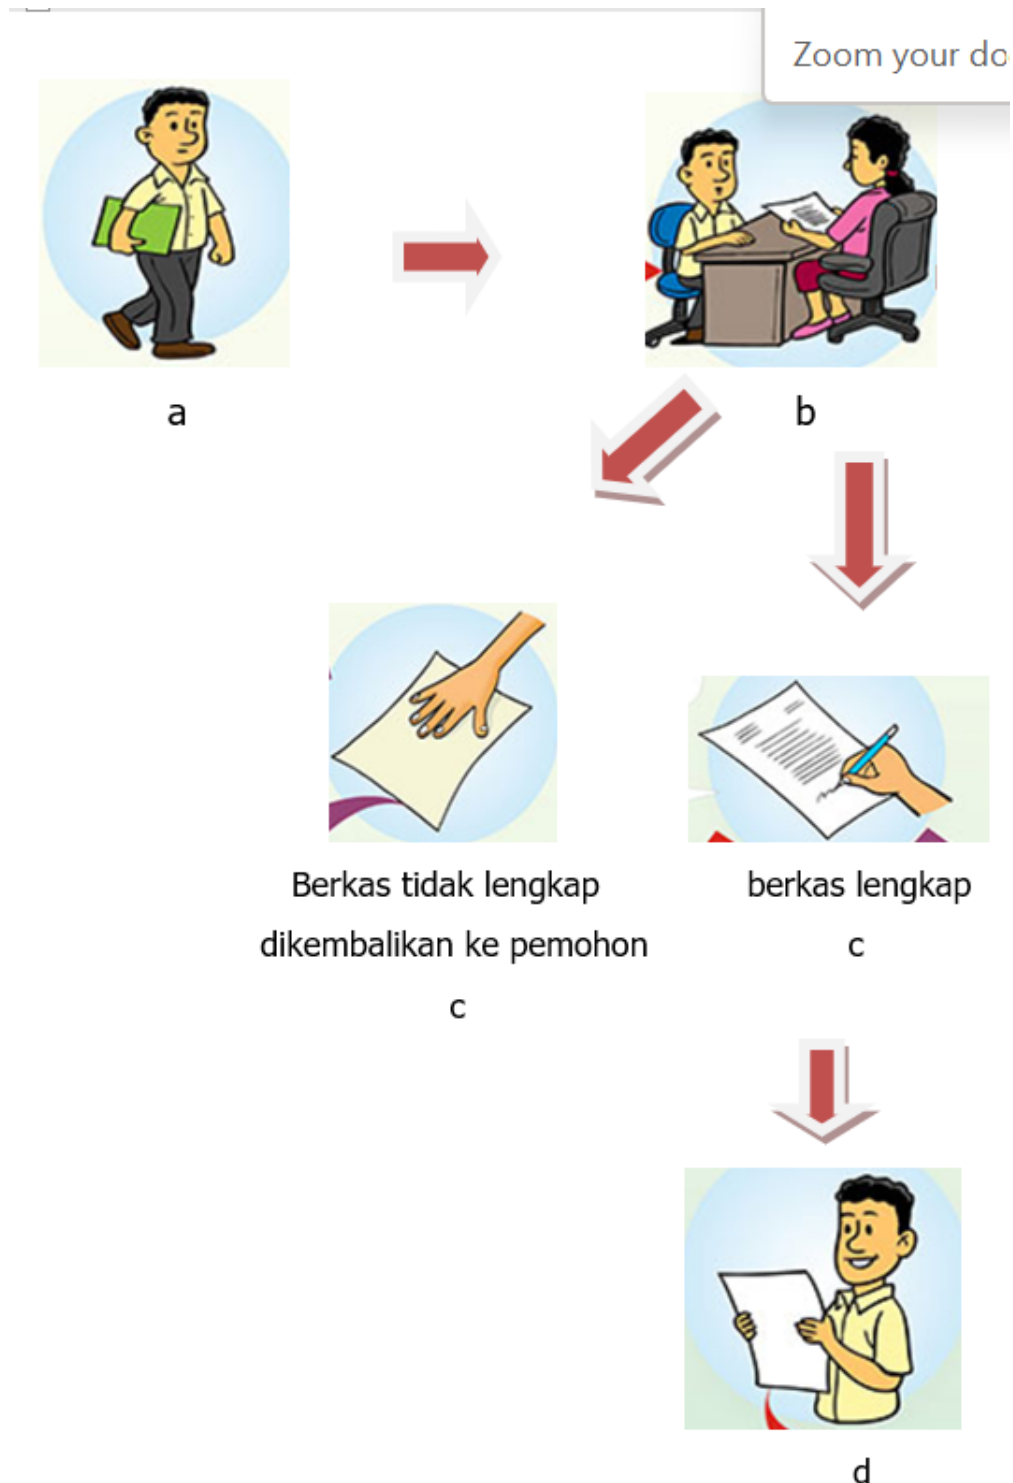 Zoom your do
a
b
Berkas tidak lengkap
dikembalikan ke pemohon
c
berkas lengkap
c
d